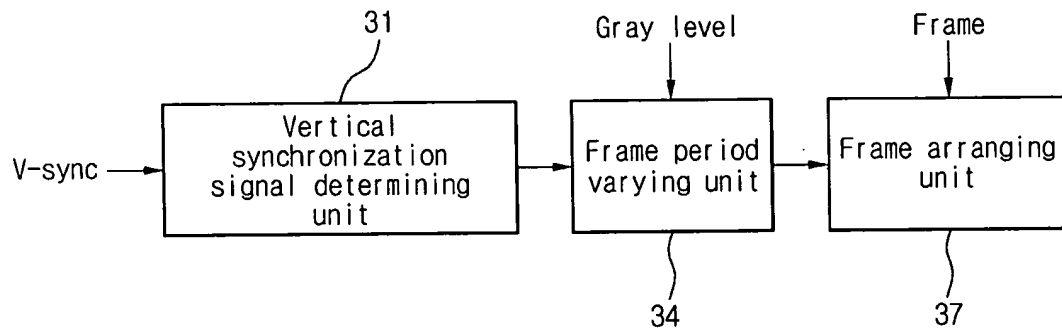 31
Gray level
Frame
V-sync
Vertical
synchronization
signal determining
unit
Frame period
varying unit
Frame arranging
unit
34
37